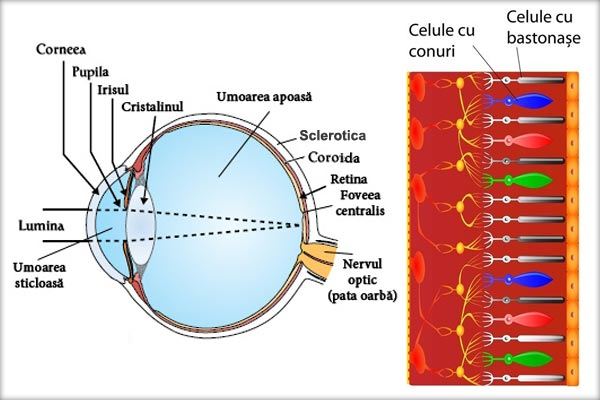 Corneea
Pupila
Irisul
Cristalinul
Umoarea apoasă
Sclerotica
Coroida
Retina
Foveea
centralis
Lumina
Umoarea
sticloasă
Nervul
optic
(pata oarbă)
Celule cu
conuri
Celule cu
bastonașe